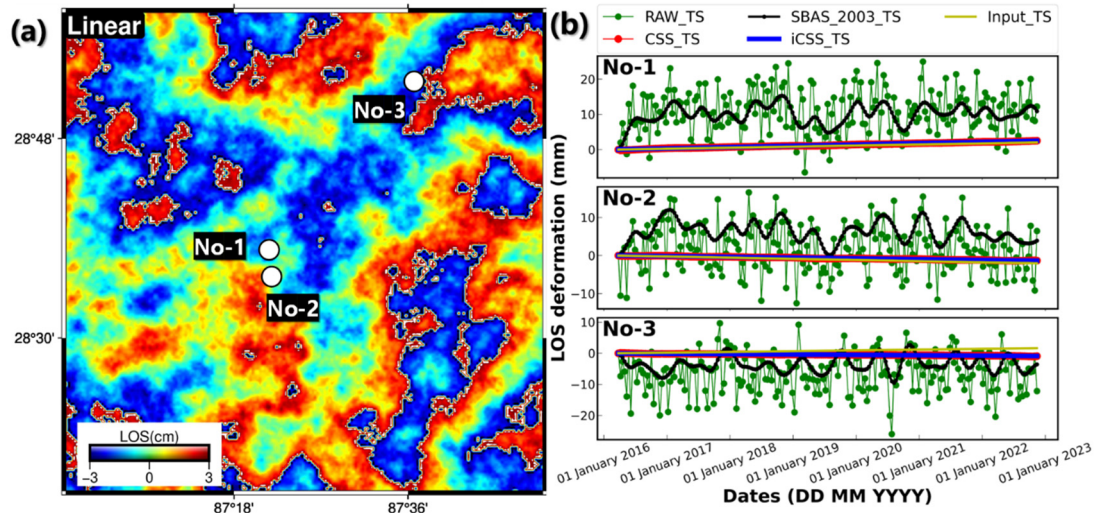 (a)
Linear
No-3
No-1
No-2
28°48'
28°30'
LOS(cm)
−3 0 3
87°18' 87°36'
(b)
RAW_TS SBAS_2003_TS Input_TS
CSS_TS iCSS_TS
No-1
20
10
0
No-2
10
0
−10
No-3
10
0
−10
−20
LOS deformation (mm)
01 January 2016
01 January 2017
01 January 2018
01 January 2019
01 January 2020
01 January 2021
01 January 2022
01 January 2023
Dates (DD MM YYYY)